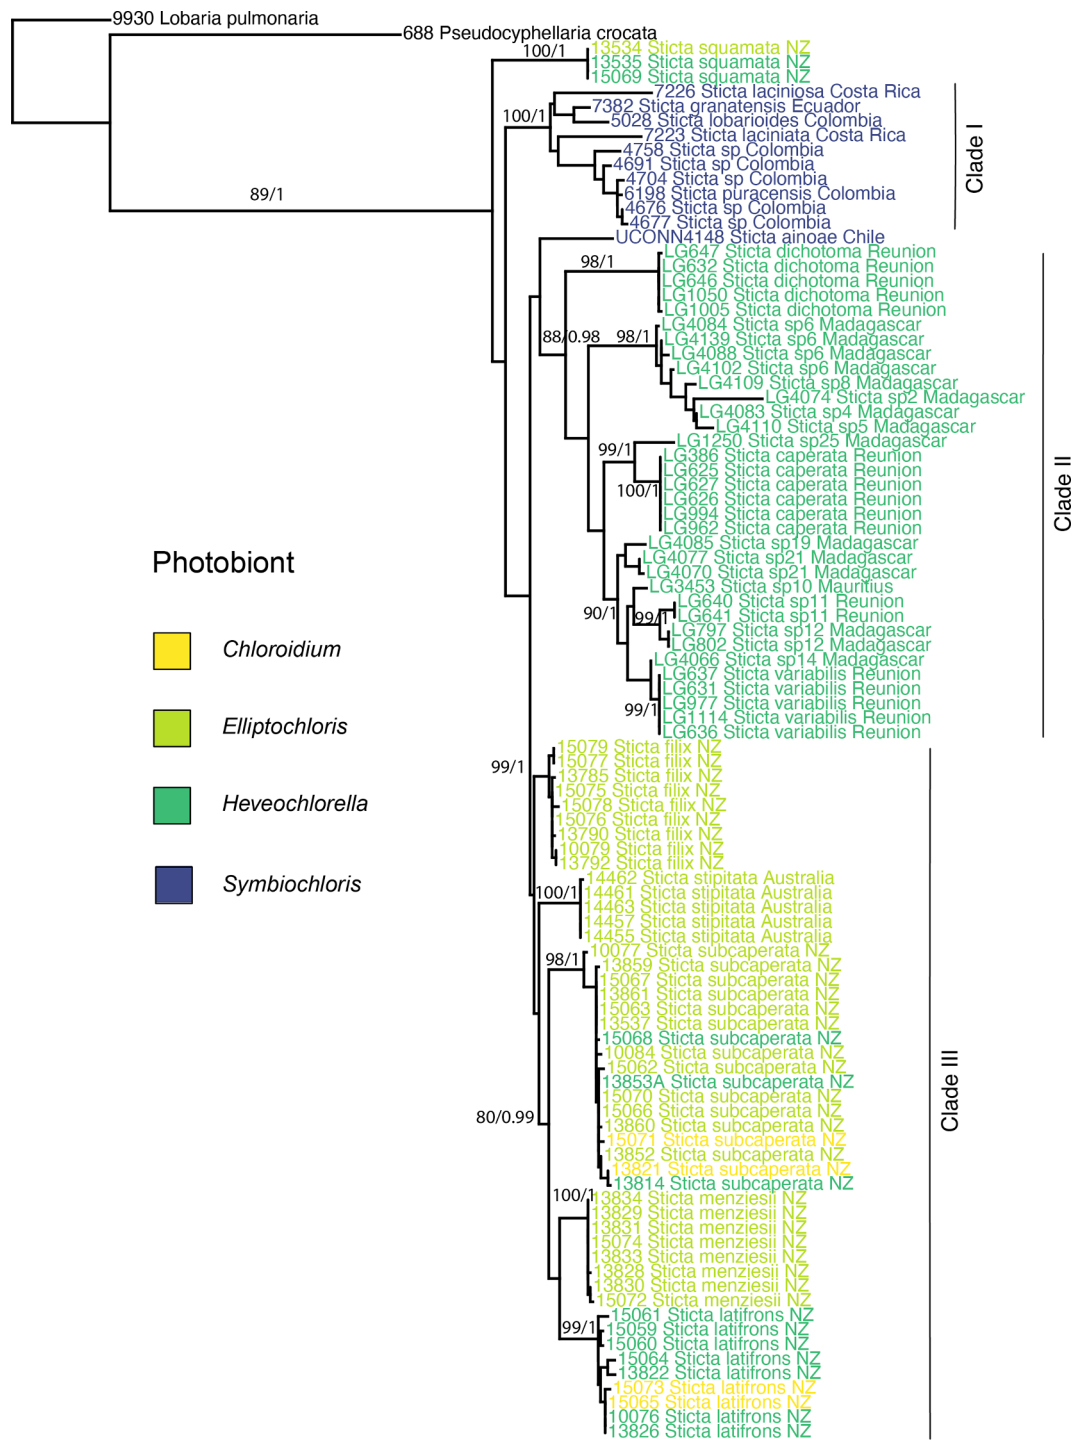 9930 Lobaria pulmonaria
688 Pseudocyphellaria crocata
100/1
13534 Sticta squamata NZ
13535 Sticta squamata NZ
15069 Sticta squamata NZ
7226 Sticta laciniosa Costa Rica
7382 Sticta granatensis Ecuador
100/1
5028 Sticta lobarioides Colombia
7223 Sticta laciniata Costa Rica
4758 Sticta sp Colombia
4691 Sticta sp Colombia
4704 Sticta sp Colombia
Clade I
89/1
6198 Sticta puracensis Colombia
4676 Sticta sp Colombia
4677 Sticta sp Colombia
UCONN4148 Sticta ainoae Chile
LG647 Sticta dichotoma Reunion
98/1
LG632 Sticta dichotoma Reunion
LG646 Sticta dichotoma Reunion
LG1050 Sticta dichotoma Reunion
LG1005 Sticta dichotoma Reunion
LG4084 Sticta sp6 Madagascar
88/0.98
98/1
LG4139 Sticta sp6 Madagascar
LG4088 Sticta sp6 Madagascar
LG4102 Sticta sp6 Madagascar
LG4109 Sticta sp8 Madagascar
LG4074 Sticta sp2 Madagascar
LG4083 Sticta sp4 Madagascar
LG4110 Sticta sp5 Madagascar
LG1250 Sticta sp25 Madagascar
99/1
LG386 Sticta caperata Reunion
LG625 Sticta caperata Reunion
LG627 Sticta caperata Reunion
100/1
LG626 Sticta caperata Reunion
LG994 Sticta caperata Reunion
LG962 Sticta caperata Reunion
Clade II
LG4085 Sticta sp19 Madagascar
LG4077 Sticta sp21 Madagascar
LG4070 Sticta sp21 Madagascar
LG3453 Sticta sp10 Mauritius
LG640 Sticta sp11 Reunion
90/1
99/1
LG641 Sticta sp11 Reunion
LG797 Sticta sp12 Madagascar
LG802 Sticta sp12 Madagascar
LG4066 Sticta sp14 Madagascar
LG637 Sticta variabilis Reunion
LG631 Sticta variabilis Reunion
LG977 Sticta variabilis Reunion
99/1
LG1114 Sticta variabilis Reunion
LG636 Sticta variabilis Reunion
Photobiont
Chloroidium
Elliptochloris
Heveochlorella
Symbiochloris
15079 Sticta filix NZ
15077 Sticta filix NZ
99/1
13785 Sticta filix NZ
15075 Sticta filix NZ
15078 Sticta filix NZ
15076 Sticta filix NZ
13790 Sticta filix NZ
10079 Sticta filix NZ
13792 Sticta filix NZ
14462 Sticta stipitata Australia
100/1
14461 Sticta stipitata Australia
14463 Sticta stipitata Australia
14457 Sticta stipitata Australia
14455 Sticta stipitata Australia
10077 Sticta subcaperata NZ
98/1
13859 Sticta subcaperata NZ
15067 Sticta subcaperata NZ
13861 Sticta subcaperata NZ
15063 Sticta subcaperata NZ
13537 Sticta subcaperata NZ
15068 Sticta subcaperata NZ
10084 Sticta subcaperata NZ
15062 Sticta subcaperata NZ
13853A Sticta subcaperata NZ
Clade III
15070 Sticta subcaperata NZ
80/0.99
15066 Sticta subcaperata NZ
13860 Sticta subcaperata NZ
15071 Sticta subcaperata NZ
13852 Sticta subcaperata NZ
13821 Sticta subcaperata NZ
13814 Sticta subcaperata NZ
100/1
13834 Sticta menziesii NZ
13829 Sticta menziesii NZ
13831 Sticta menziesii NZ
15074 Sticta menziesii NZ
13833 Sticta menziesii NZ
13828 Sticta menziesii NZ
13830 Sticta menziesii NZ
15072 Sticta menziesii NZ
15061 Sticta latifrons NZ
99/1
15059 Sticta latifrons NZ
15060 Sticta latifrons NZ
15064 Sticta latifrons NZ
13822 Sticta latifrons NZ
15073 Sticta latifrons NZ
15065 Sticta latifrons NZ
10076 Sticta latifrons NZ
13826 Sticta latifrons NZ